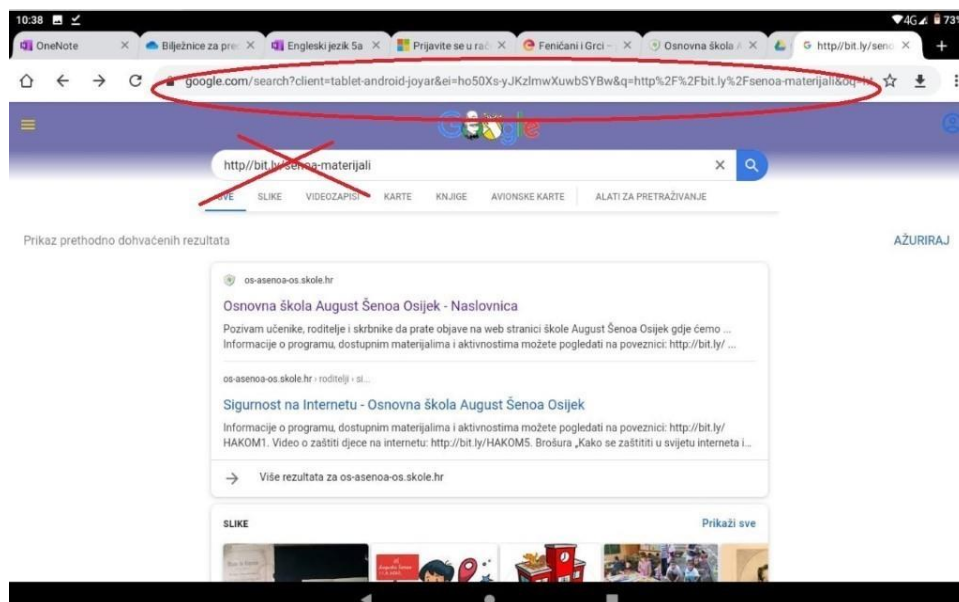 10:38 4G 73%
OneNote Bilježnice za pre Engleski jezik 5a Prijavite se u rač Feničani i Grci - Osnovna škola http//bit.ly/seno
google.com/search?client=tablet-android-joyar&ei=ho50Xs-yJKzlmwXuwbSYBw&q=http%2F%2Fbit.ly%2Fsenoa-materijali&oq=ht
Google
http//bit.ly/senoa-materijali
SVE SLIKE VIDEOZAPISI KARTE KNJIGE AVIONSKE KARTE ALATI ZA PRETRAŽIVANJE
Prikaz prethodno dohvaćenih rezultata AŽURIRAJ
os-asenoa-os.skole.hr
Osnovna škola August Šenoa Osijek - Naslovnica
Pozivam učenike, roditelje i skrbnike da prate objave na web stranici škole August Šenoa Osijek gdje ćemo ...
Informacije o programu, dostupnim materijalima i aktivnostima možete pogledati na poveznici: http://bit.ly/ ...
os-asenoa-os.skole.hr › roditelji › si...
Sigurnost na Internetu - Osnovna škola August Šenoa Osijek
Informacije o programu, dostupnim materijalima i aktivnostima možete pogledati na poveznici: http://bit.ly/
HAKOM1. Video o zaštiti djece na internetu: http://bit.ly/HAKOM5. Brošura „Kako se zaštititi u svijetu interneta i...
Više rezultata za os-asenoa-os.skole.hr
SLIKE Prikaži sve